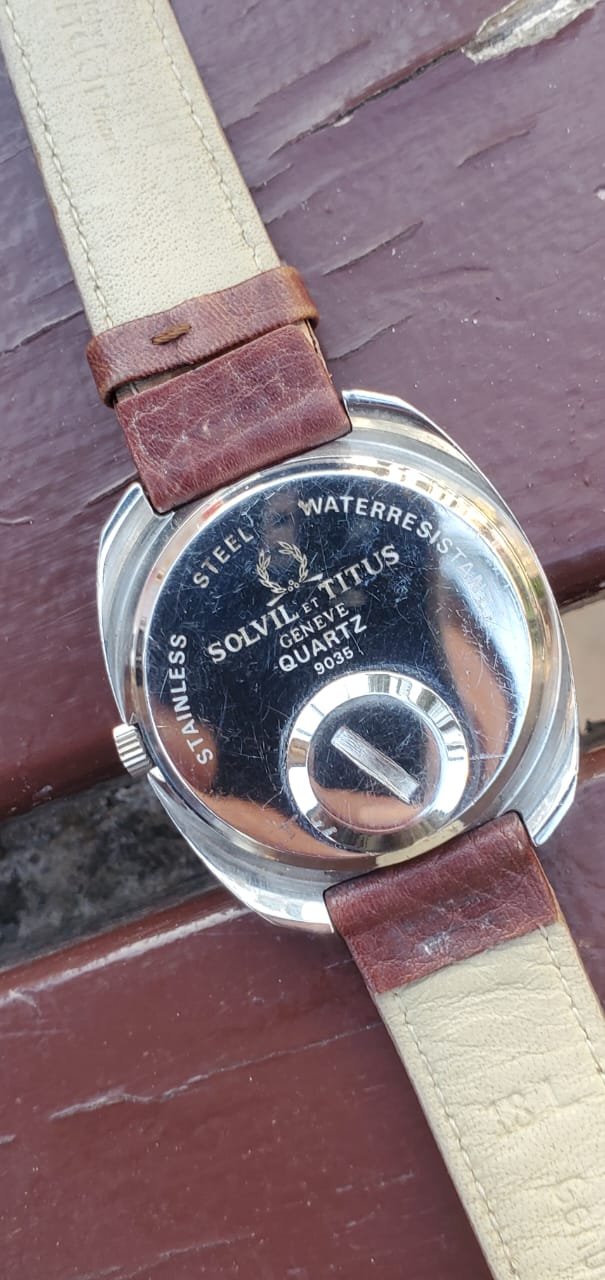 STAINLESS STEEL WATERRESISTANT
SOLVIL ET TITUS
GENEVE
QUARTZ
9035